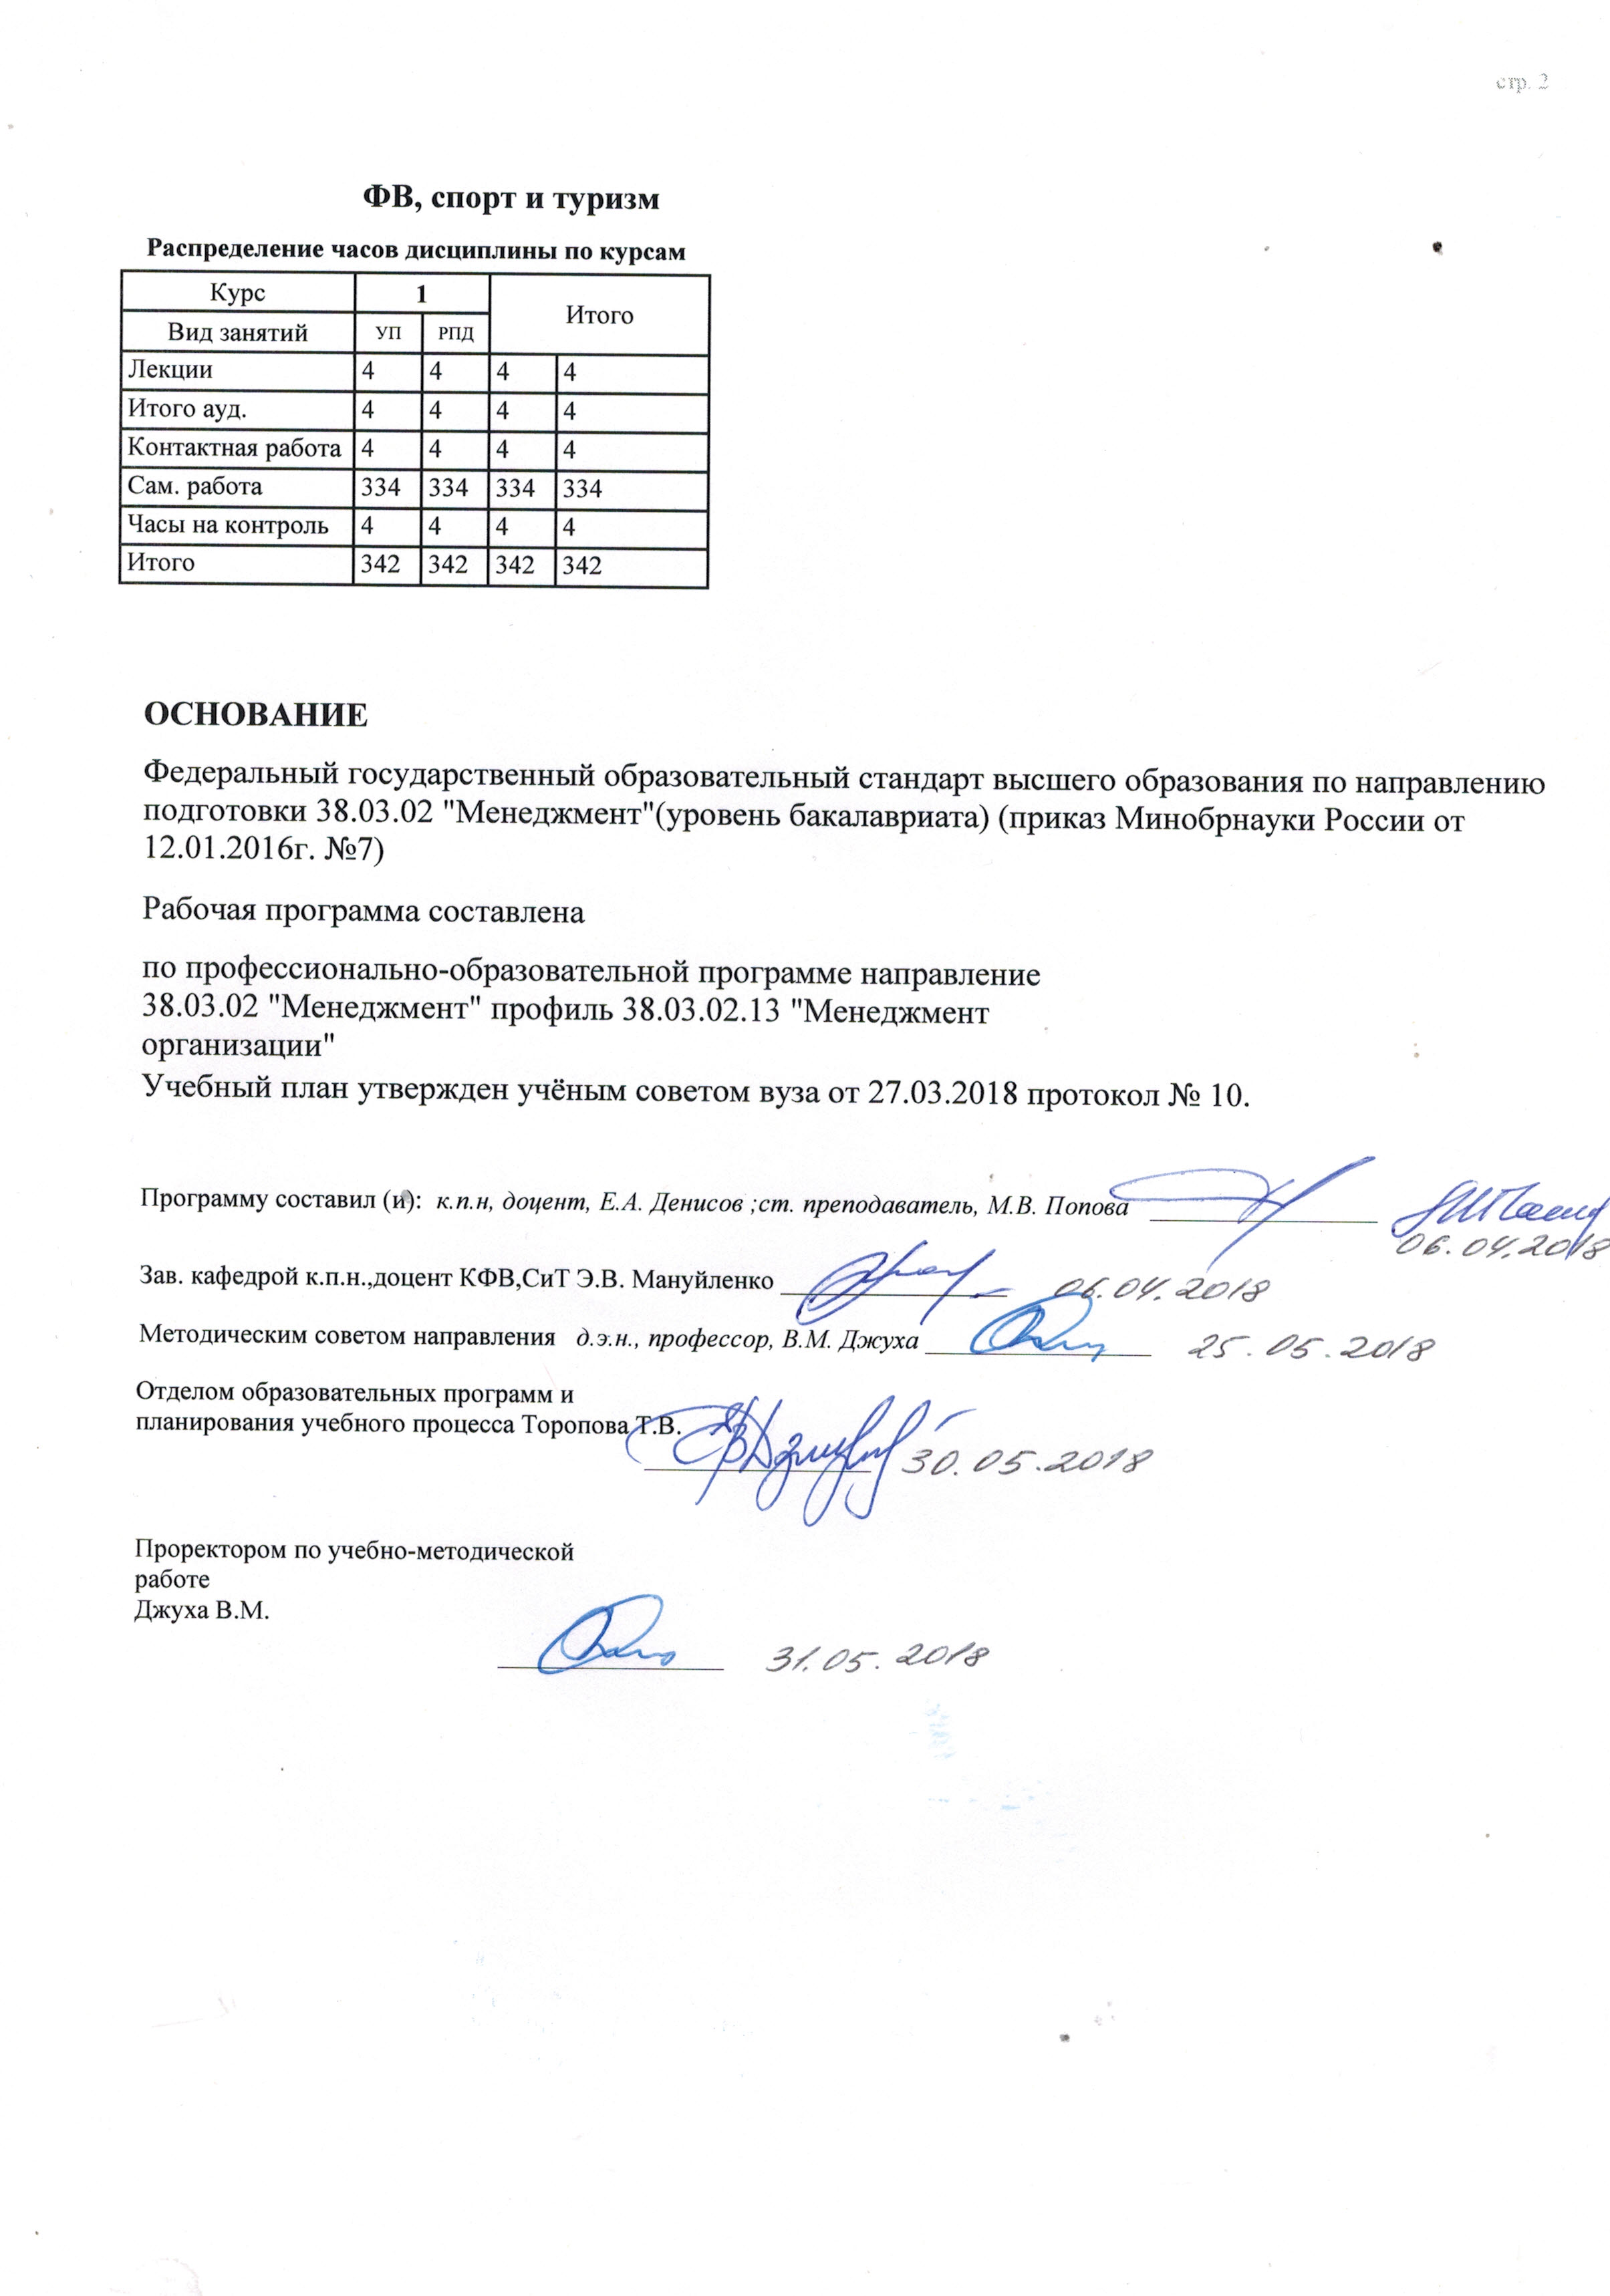 стр. 2
ФВ, спорт и туризм
Распределение часов дисциплины по курсам
Курс 1 Итого
Вид занятий УП РПД
Лекции 4 4 4 4
Итого ауд. 4 4 4 4
Контактная работа 4 4 4 4
Сам. работа 334 334 334 334
Часы на контроль 4 4 4 4
Итого 342 342 342 342
ОСНОВАНИЕ
Федеральный государственный образовательный стандарт высшего образования по направлению
подготовки 38.03.02 "Менеджмент"(уровень бакалавриата) (приказ Минобрнауки России от
12.01.2016г. №7)
Рабочая программа составлена
по профессионально-образовательной программе направление
38.03.02 "Менеджмент" профиль 38.03.02.13 "Менеджмент
организации"
Учебный план утвержден учёным советом вуза от 27.03.2018 протокол № 10.
Программу составил (и): к.п.н, доцент, Е.А. Денисов ;ст. преподаватель, М.В. Попова
06.04.2018
Зав. кафедрой к.п.н.,доцент КФВ,СиТ Э.В. Мануйленко 06.04.2018
Методическим советом направления д.э.н., профессор, В.М. Джуха 25.05.2018
Отделом образовательных программ и
планирования учебного процесса Торопова Т.В.
30.05.2018
Проректором по учебно-методической
работе
Джуха В.М.
31.05.2018